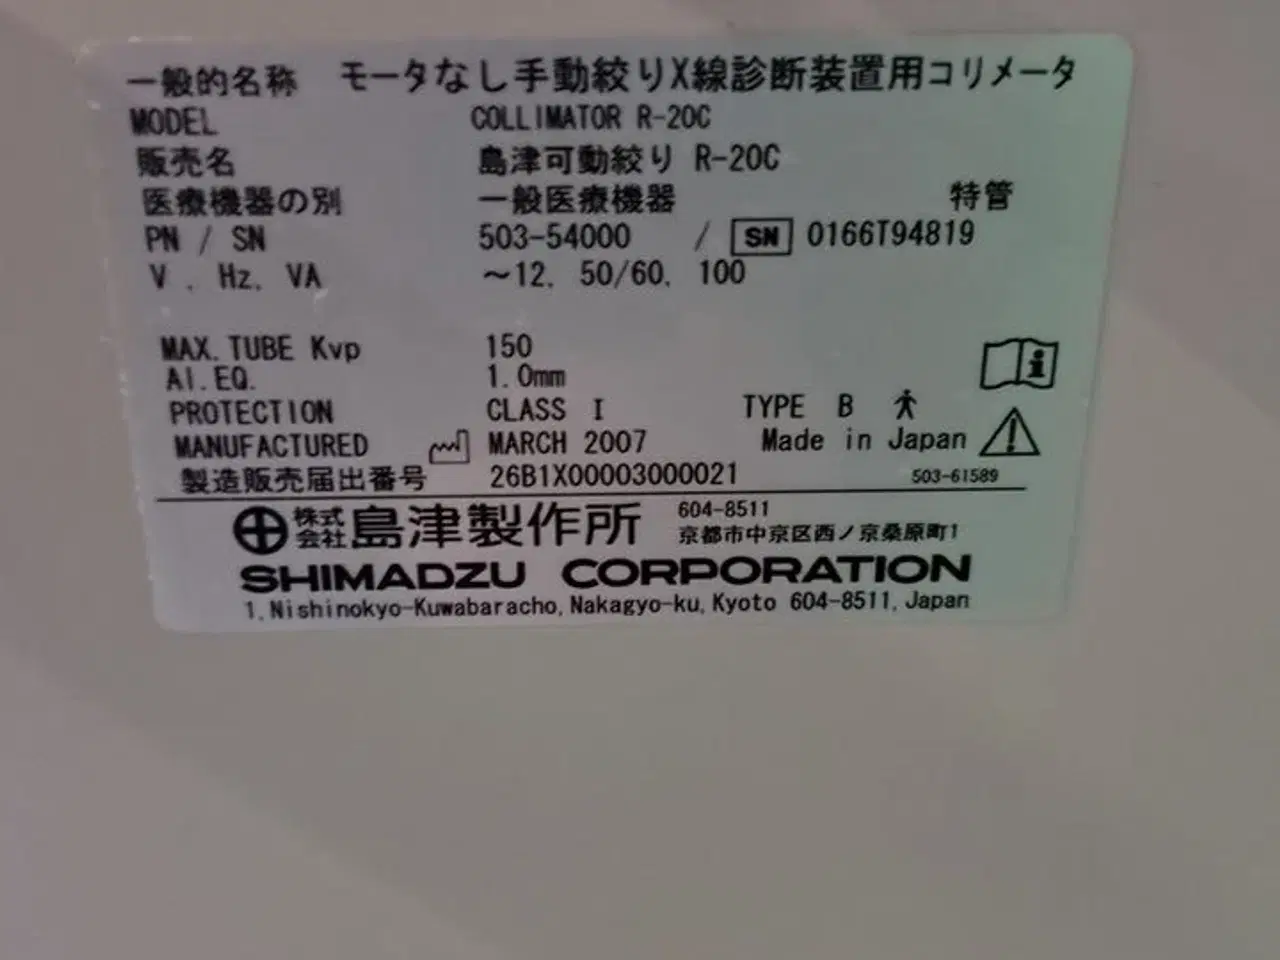 一般的名称 モータなし手動絞りX線診断装置用コリメータ
MODEL COLLIMATOR R-20C
販売名 島津可動絞り R-20C
医療機器の別 一般医療機器 特管
PN / SN 503-54000 / SN 0166T94819
V . Hz. VA ～12, 50/60, 100
MAX. TUBE Kvp 150
Al.EQ. 1.0mm
PROTECTION CLASS I TYPE B
MANUFACTURED MARCH 2007 Made in Japan
製造販売届出番号 26B1X00003000021 503-61589
株式会社 島津製作所 604-8511
京都市中京区西ノ京桑原町1
SHIMADZU CORPORATION
1, Nishinokyo-Kuwabaracho, Nakagyo-ku, Kyoto 604-8511, Japan